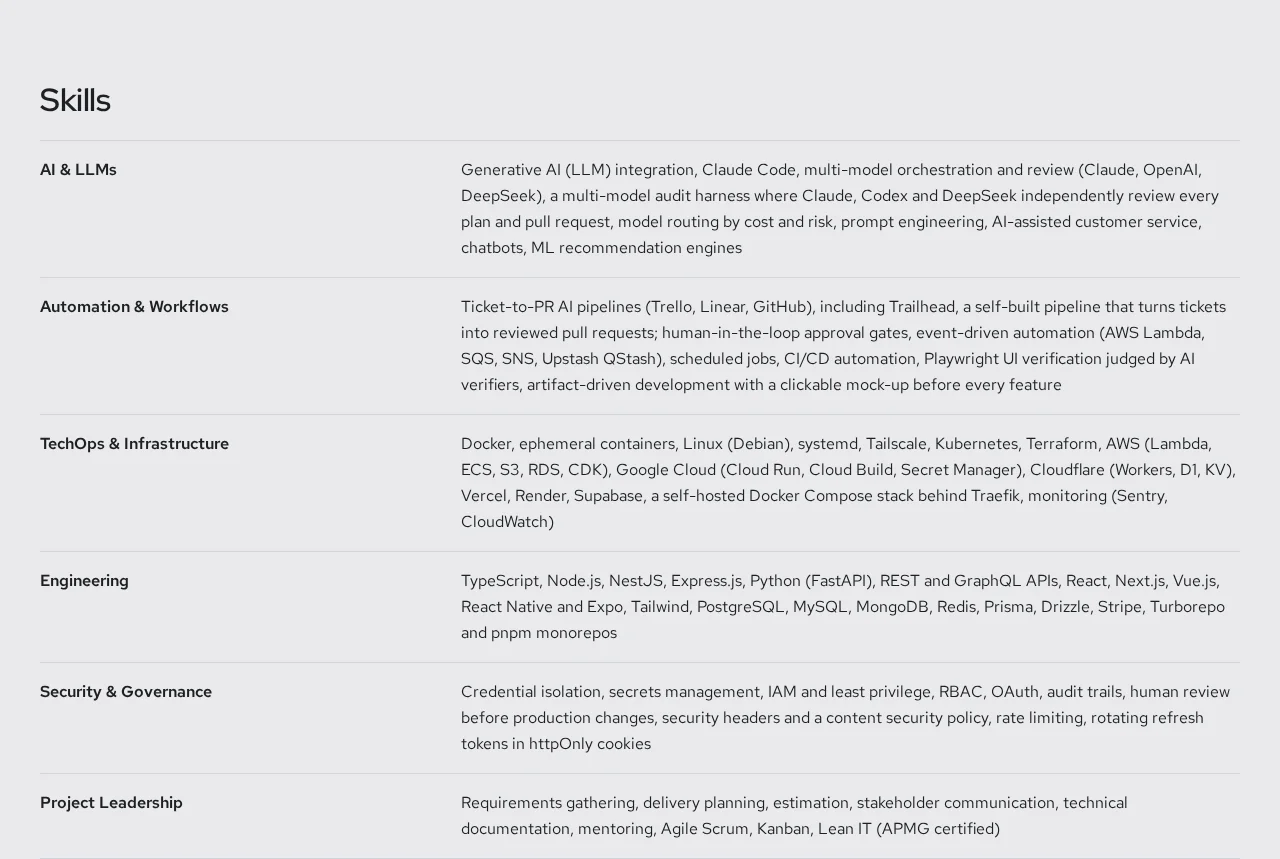 Skills
AI & LLMs
Generative AI (LLM) integration, Claude Code, multi-model orchestration and review (Claude, OpenAI,
DeepSeek), a multi-model audit harness where Claude, Codex and DeepSeek independently review every
plan and pull request, model routing by cost and risk, prompt engineering, AI-assisted customer service,
chatbots, ML recommendation engines
Automation & Workflows
Ticket-to-PR AI pipelines (Trello, Linear, GitHub), including Trailhead, a self-built pipeline that turns tickets
into reviewed pull requests; human-in-the-loop approval gates, event-driven automation (AWS Lambda,
SQS, SNS, Upstash QStash), scheduled jobs, CI/CD automation, Playwright UI verification judged by AI
verifiers, artifact-driven development with a clickable mock-up before every feature
TechOps & Infrastructure
Docker, ephemeral containers, Linux (Debian), systemd, Tailscale, Kubernetes, Terraform, AWS (Lambda,
ECS, S3, RDS, CDK), Google Cloud (Cloud Run, Cloud Build, Secret Manager), Cloudflare (Workers, D1, KV),
Vercel, Render, Supabase, a self-hosted Docker Compose stack behind Traefik, monitoring (Sentry,
CloudWatch)
Engineering
TypeScript, Node.js, NestJS, Express.js, Python (FastAPI), REST and GraphQL APIs, React, Next.js, Vue.js,
React Native and Expo, Tailwind, PostgreSQL, MySQL, MongoDB, Redis, Prisma, Drizzle, Stripe, Turborepo
and pnpm monorepos
Security & Governance
Credential isolation, secrets management, IAM and least privilege, RBAC, OAuth, audit trails, human review
before production changes, security headers and a content security policy, rate limiting, rotating refresh
tokens in httpOnly cookies
Project Leadership
Requirements gathering, delivery planning, estimation, stakeholder communication, technical
documentation, mentoring, Agile Scrum, Kanban, Lean IT (APMG certified)